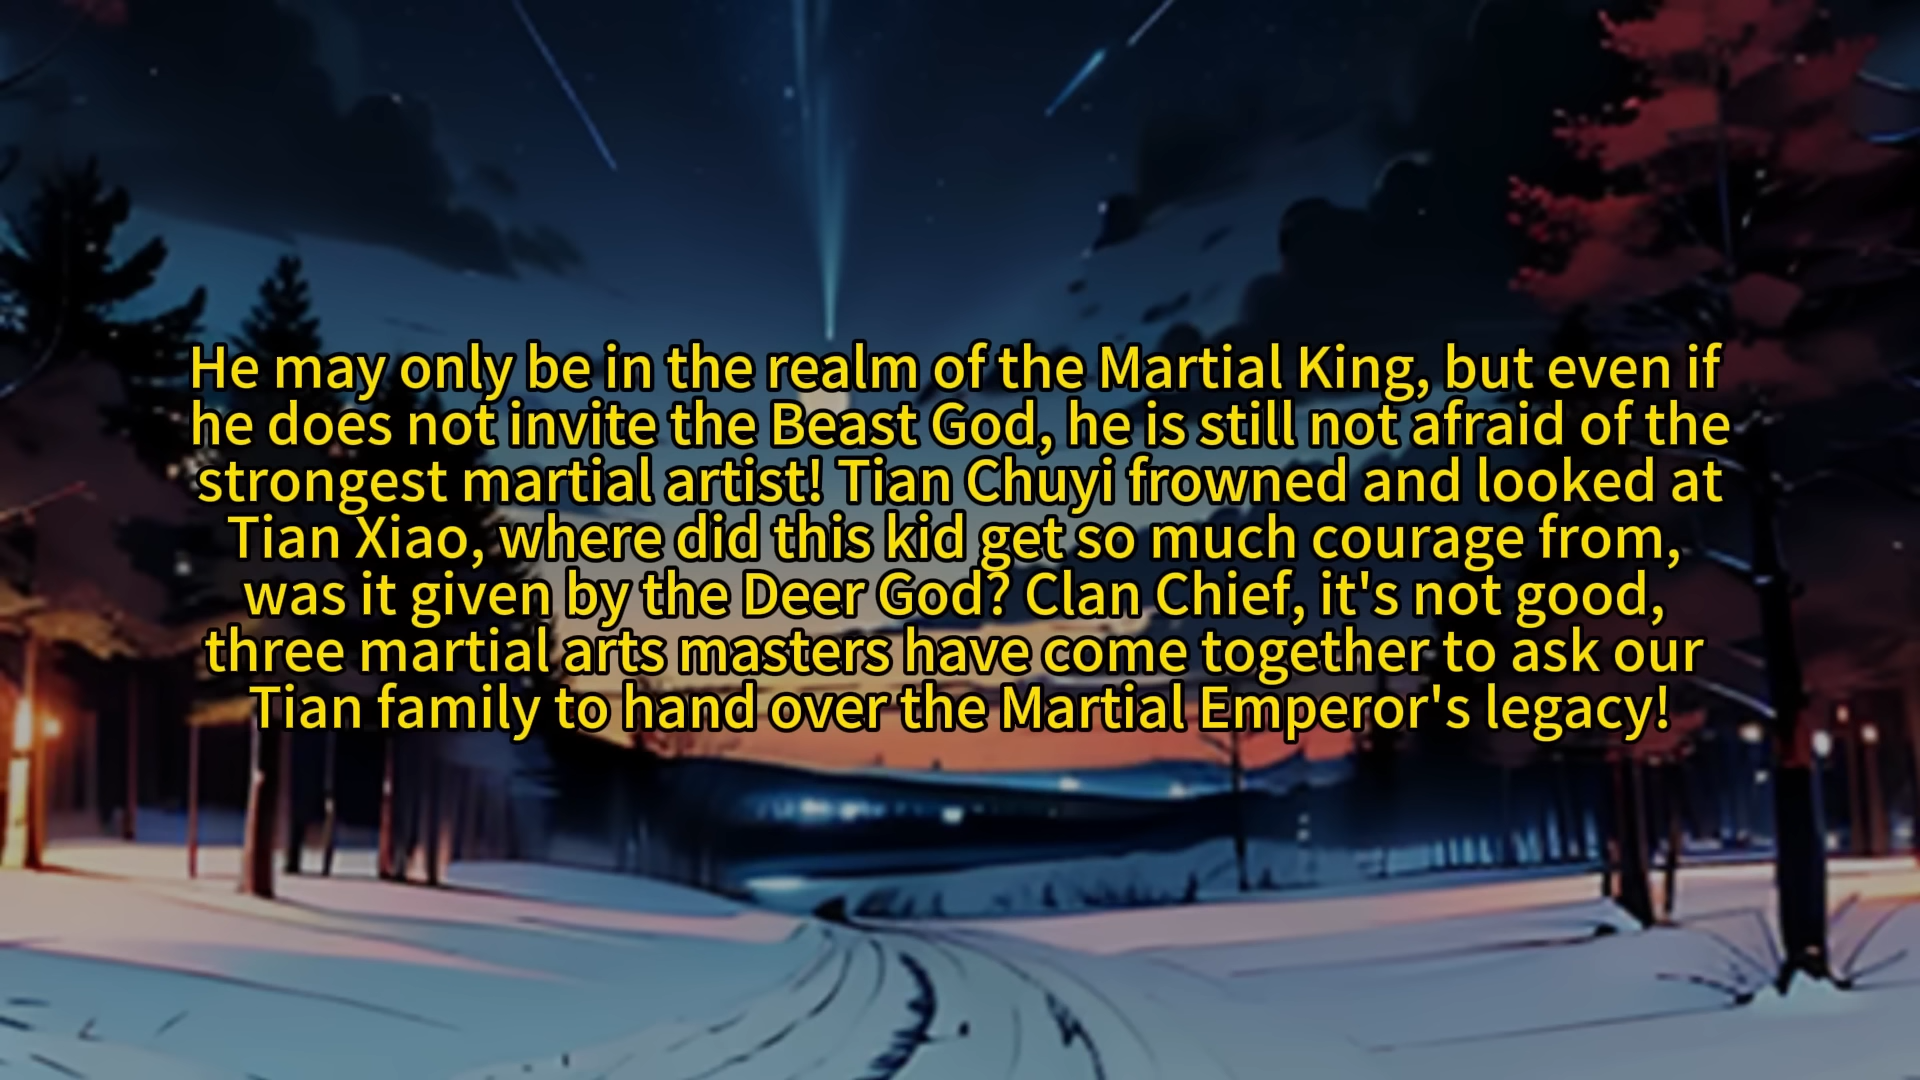 He may only be in the realm of the Martial King, but even if
he does not invite the Beast God, he is still not afraid of the
strongest martial artist! Tian Chuyi frowned and looked at
Tian Xiao, where did this kid get so much courage from,
was it given by the Deer God? Clan Chief, it's not good,
three martial arts masters have come together to ask our
Tian family to hand over the Martial Emperor's legacy!